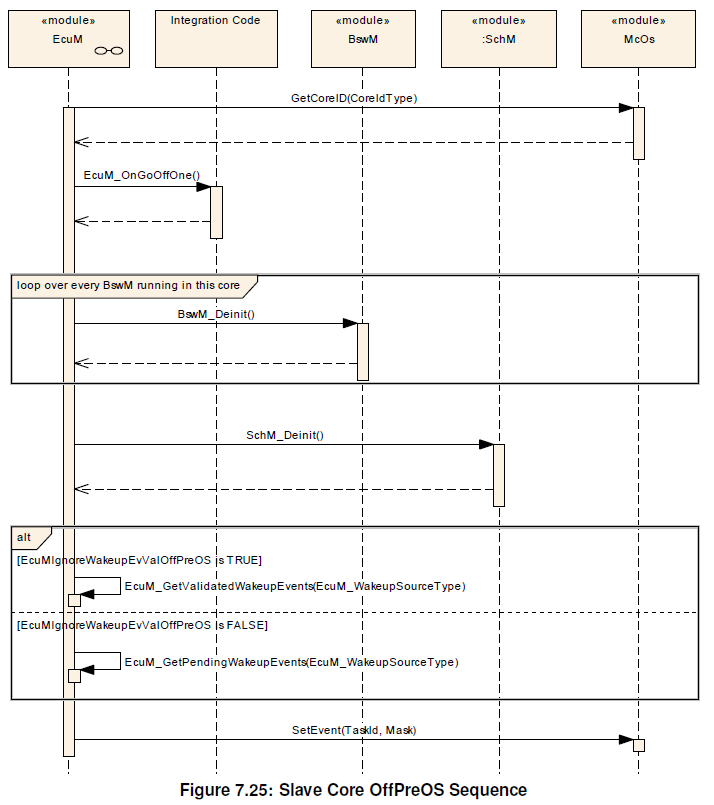 «module»
EcuM
Integration Code
«module»
BswM
«module»
:SchM
«module»
McOs
GetCoreID(CoreIdType)
EcuM_OnGoOffOne()
loop over every BswM running in this core
BswM_Deinit()
SchM_Deinit()
alt
[EcuMIgnoreWakeupEvValOffPreOS is TRUE]
EcuM_GetValidatedWakeupEvents(EcuM_WakeupSourceType)
[EcuMIgnoreWakeupEvValOffPreOS is FALSE]
EcuM_GetPendingWakeupEvents(EcuM_WakeupSourceType)
SetEvent(TaskId, Mask)
Figure 7.25: Slave Core OffPreOS Sequence